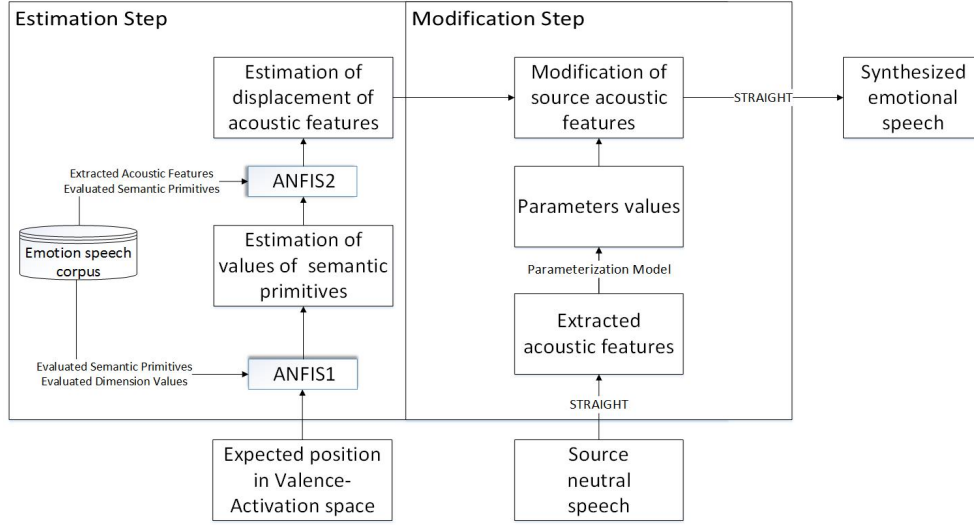 Estimation Step
Modification Step
Estimation of
displacement of
acoustic features
Modification of
source acoustic
features
STRAIGHT
Synthesized
emotional
speech
Extracted Acoustic Features
Evaluated Semantic Primitives
ANFIS2
Parameters values
Emotion speech
corpus
Estimation of
values of semantic
primitives
Parameterization Model
Extracted
acoustic features
Evaluated Semantic Primitives
Evaluated Dimension Values
ANFIS1
STRAIGHT
Expected position
in Valence-
Activation space
Source
neutral
speech